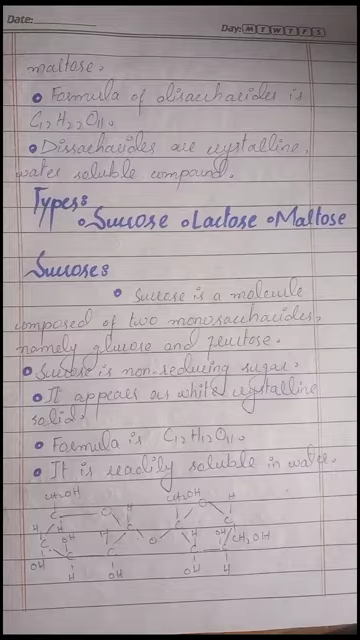 Date:
Day: M T W T F S
maltose.
• Formula of disaccharides is
C12H22O11.
• Dissacharides are crystalline,
water soluble compound.
Types:
• Sucrose • Lactose • Maltose
Sucrose:
• Sucrose is a molecule
composed of two monosaccharides,
namely glucose and fructose.
• Sucrose is non-reducing sugar.
• It appears as white crystalline
solid.
• Formula is C12H12O11.
• It is readily soluble in water.
CH2OH CH2OH
C O H C O H
H H C H C C
C OH O H OH CH2OH
OH C C C C
H OH OH H